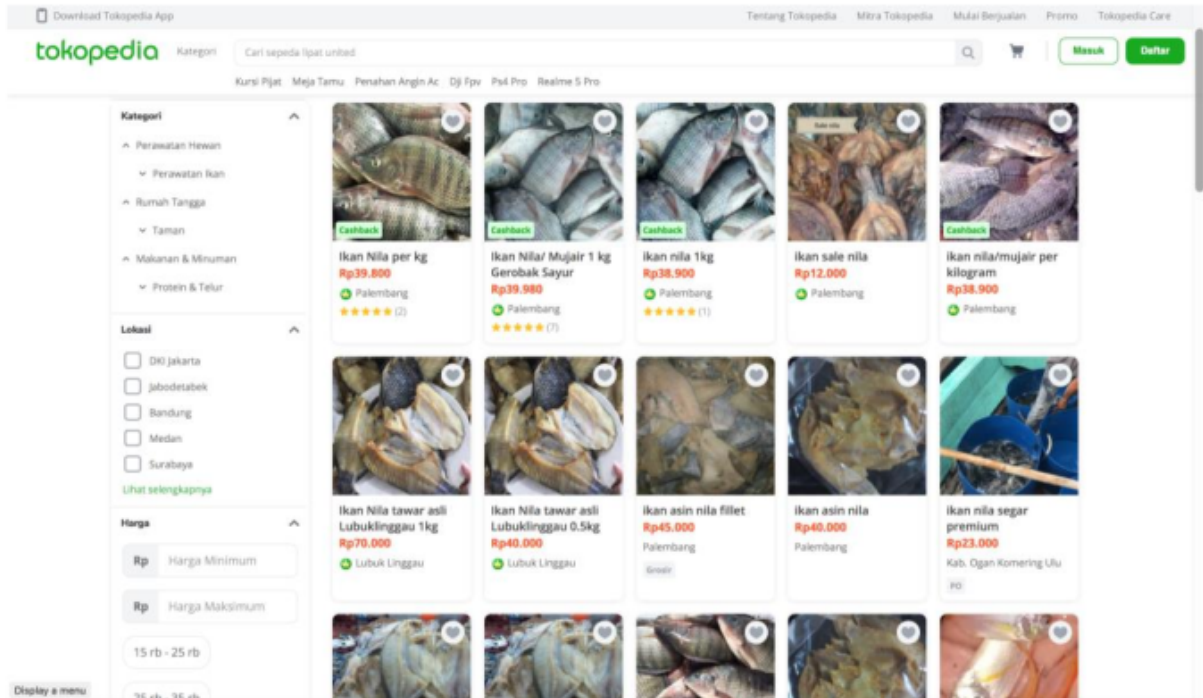 Download Tokopedia App
Tentang Tokopedia Mitra Tokopedia Mulai Berjualan Promo Tokopedia Care
tokopedia Kategori Cari sepeda lipat united Masuk Daftar
Kursi Pijat Meja Tamu Penahan Angin Ac Dji Fpv Ps4 Pro Realme 5 Pro
Kategori
Perawatan Hewan
Perawatan Ikan
Rumah Tangga
Taman
Makanan & Minuman
Protein & Telur
Lokasi
DKI Jakarta
Jabodetabek
Bandung
Medan
Surabaya
Lihat selengkapnya
Harga
Rp Harga Minimum
Rp Harga Maksimum
15 rb - 25 rb
25 rb - 35 rb
Cashback
Ikan Nila per kg
Rp39.800
Palembang
(2)
Cashback
Ikan Nila/ Mujair 1 kg
Gerobak Sayur
Rp39.980
Palembang
(7)
Cashback
ikan nila 1kg
Rp38.900
Palembang
(1)
Sale nila
ikan sale nila
Rp12.000
Palembang
Cashback
ikan nila/mujair per
kilogram
Rp38.900
Palembang
Ikan Nila tawar asli
Lubuklinggau 1kg
Rp70.000
Lubuk Linggau
Ikan Nila tawar asli
Lubuklinggau 0.5kg
Rp40.000
Lubuk Linggau
ikan asin nila fillet
Rp45.000
Palembang
Grosir
ikan asin nila
Rp40.000
Palembang
ikan nila segar
premium
Rp23.000
Kab. Ogan Komering Ulu
PO
Display a menu